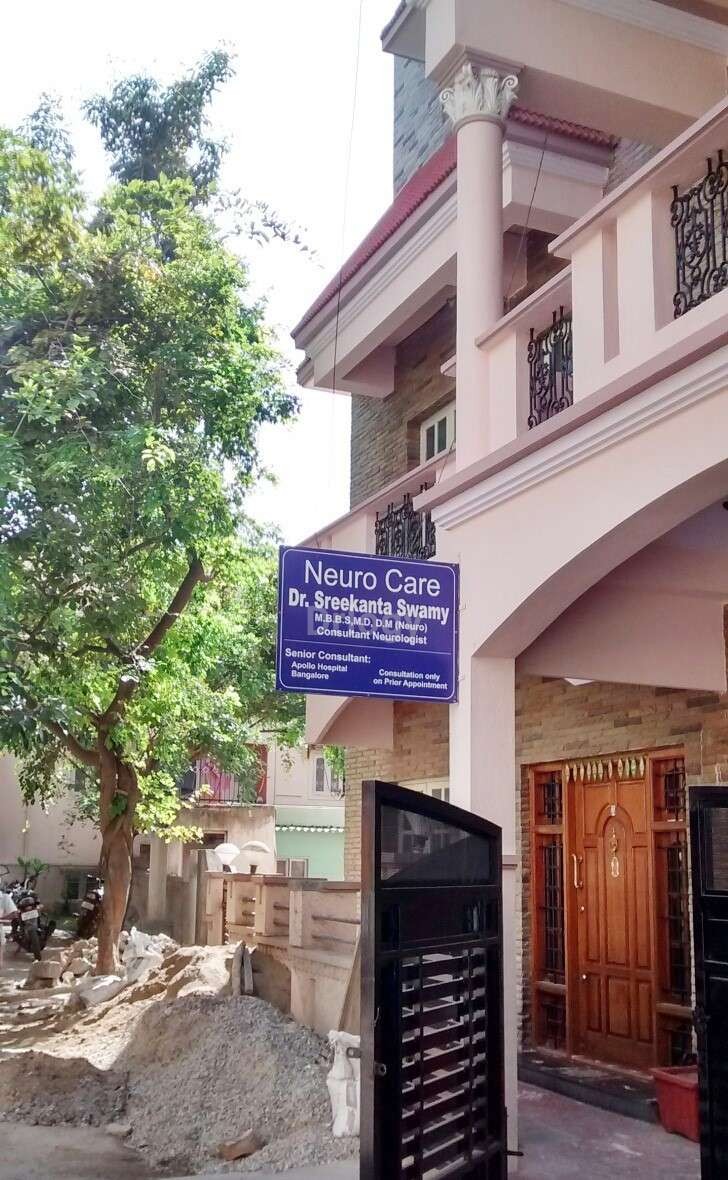 Neuro Care
Dr. Sreekanta Swamy
M.B.B.S,M.D, D.M (Neuro)
Consultant Neurologist
Senior Consultant:
Apollo Hospital
Bangalore
Consultation only
on Prior Appointment